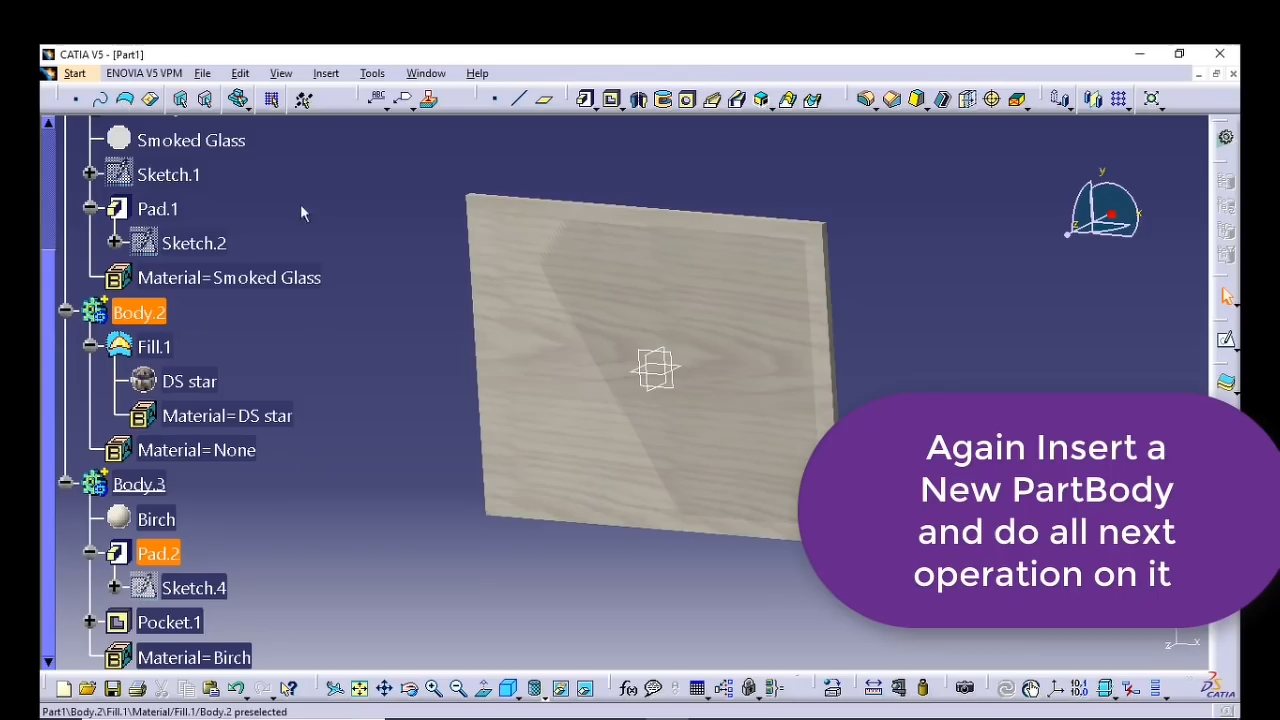 CATIA V5 - [Part1]
Start ENOVIA V5 VPM File Edit View Insert Tools Window Help
Smoked Glass
Sketch.1
Pad.1
Sketch.2
Material=Smoked Glass
Body.2
Fill.1
DS star
Material=DS star
Material=None
Body.3
Birch
Pad.2
Sketch.4
Pocket.1
Material=Birch
y
x
z
Again Insert a
New PartBody
and do all next
operation on it
z x
f(x) 10.1
CATIA
Part1\Body.2\Fill.1\Material/Fill.1/Body.2 preselected